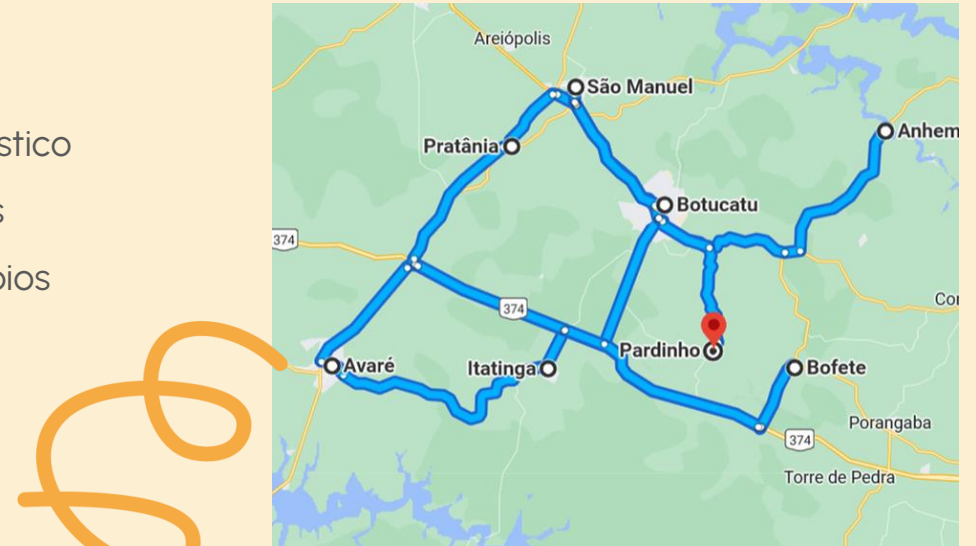 stico
s
pios
Areiópolis
São Manuel
Pratânia
Anhem
Botucatu
374
374
Cor
Pardinho
Avaré
Itatinga
Bofete
Porangaba
374
Torre de Pedra